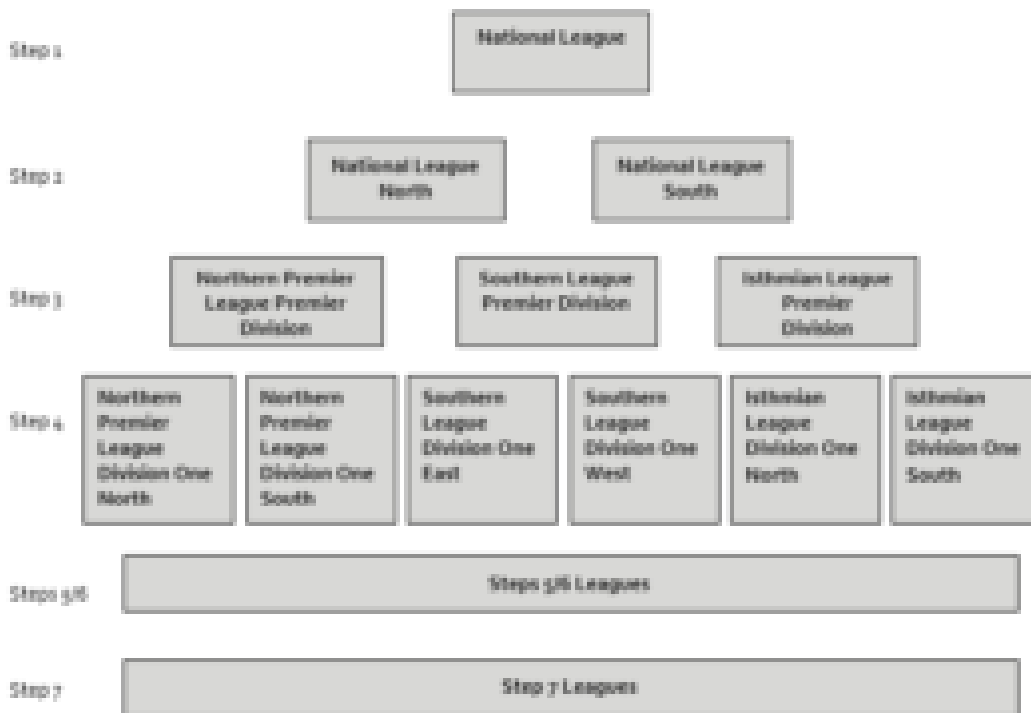 Step 1
National League
Step 2
National League
North
National League
South
Step 3
Northern Premier
League Premier
Division
Southern League
Premier Division
Isthmian League
Premier
Division
Step 4
Northern
Premier
League
Division One
North
Northern
Premier
League
Division One
South
Southern
League
Division One
East
Southern
League
Division One
West
Isthmian
League
Division One
North
Isthmian
League
Division One
South
Steps 5/6
Steps 5/6 Leagues
Step 7
Step 7 Leagues